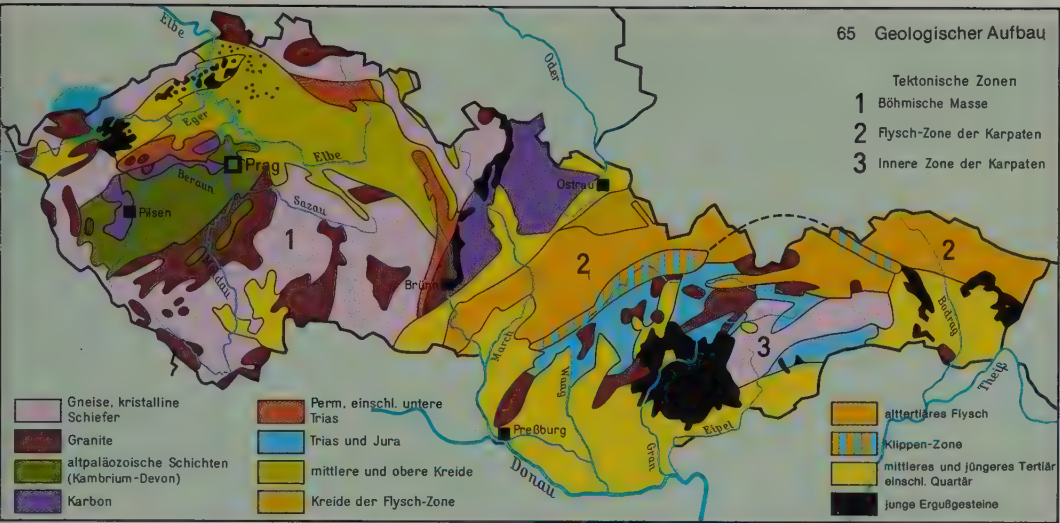 65 Geologischer Aufbau
Tektonische Zonen
1 Böhmische Masse
2 Flysch-Zone der Karpaten
3 Innere Zone der Karpaten
Elbe
Oder
Eger
Elbe
Prag
Beraun
Ostrau
Pilsen
Sazau
1
2
2
Brünn
Bodrag
March
3
Waag
Theiß
Preßburg
Eipel
Gran
Donau
Gneise, kristalline
Schiefer
Granite
altpaläozoische Schichten
(Kambrium-Devon)
Karbon
Perm, einschl. untere
Trias
Trias und Jura
mittlere und obere Kreide
Kreide der Flysch-Zone
alttertiäres Flysch
Klippen-Zone
mittleres und jüngeres Tertiär
einschl. Quartär
junge Ergußgesteine